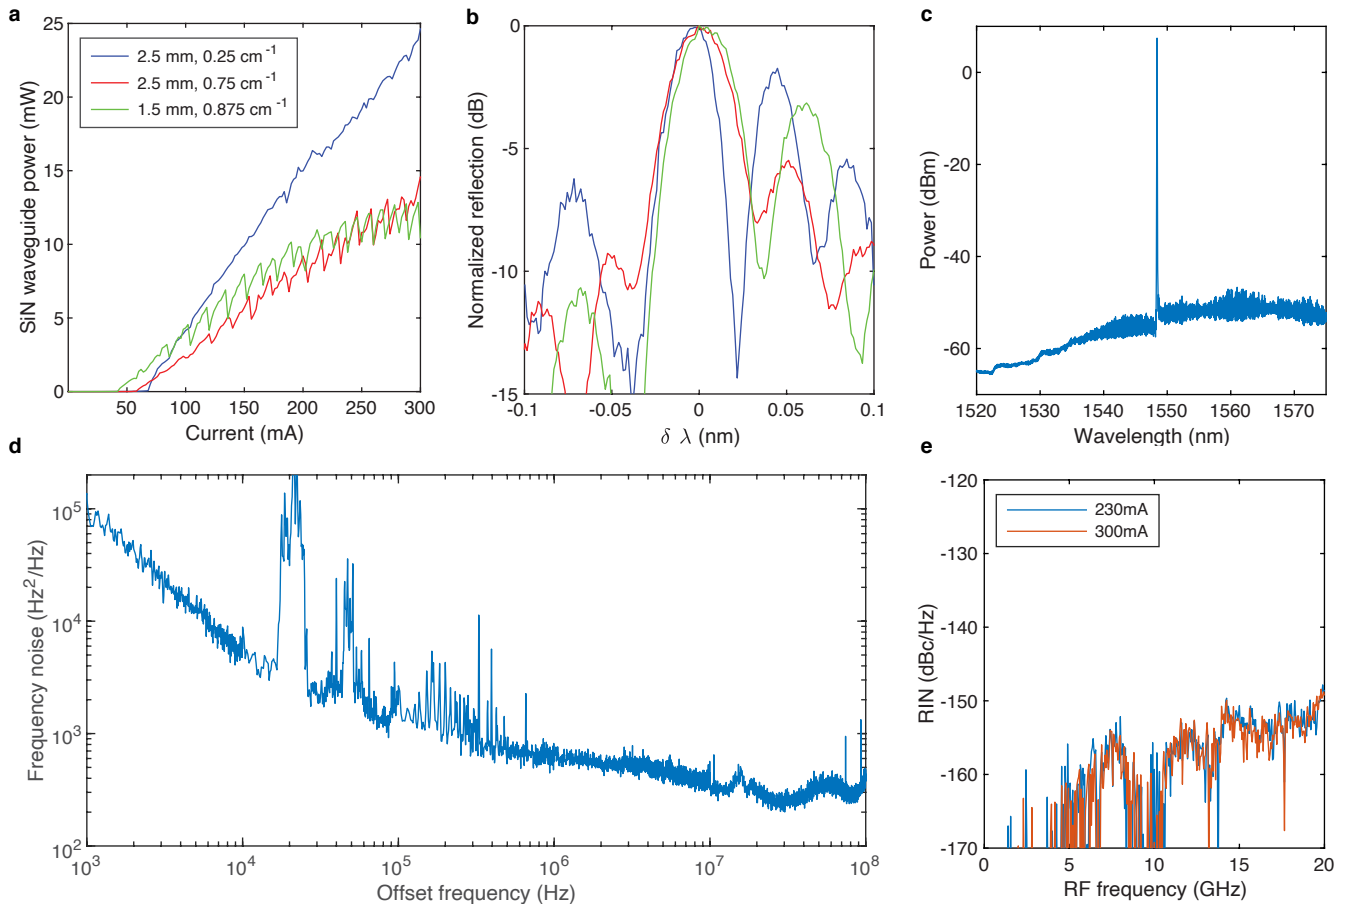 a
25
20
15
10
5
0
SiN waveguide power (mW)
2.5 mm, 0.25 cm⁻¹
2.5 mm, 0.75 cm⁻¹
1.5 mm, 0.875 cm⁻¹
50 100 150 200 250 300
Current (mA)
b
0
-5
-10
-15
Normalized reflection (dB)
-0.1 -0.05 0 0.05 0.1
δ λ (nm)
c
0
-20
-40
-60
Power (dBm)
1520 1530 1540 1550 1560 1570
Wavelength (nm)
d
10⁵
10⁴
10³
10²
Frequency noise (Hz²/Hz)
10³ 10⁴ 10⁵ 10⁶ 10⁷ 10⁸
Offset frequency (Hz)
e
-120
-130
-140
-150
-160
-170
RIN (dBc/Hz)
230mA
300mA
0 5 10 15 20
RF frequency (GHz)